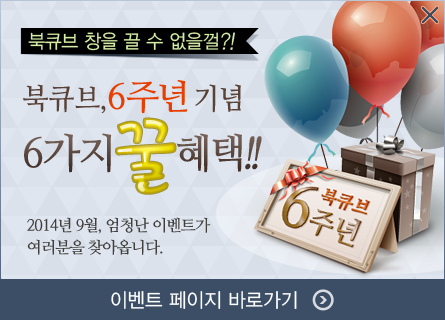 북큐브 창을 끌 수 없을껄?!
북큐브, 6주년 기념
6가지 꿀 혜택!!
2014년 9월, 엄청난 이벤트가
여러분을 찾아옵니다.
북큐브
6주년
이벤트 페이지 바로가기